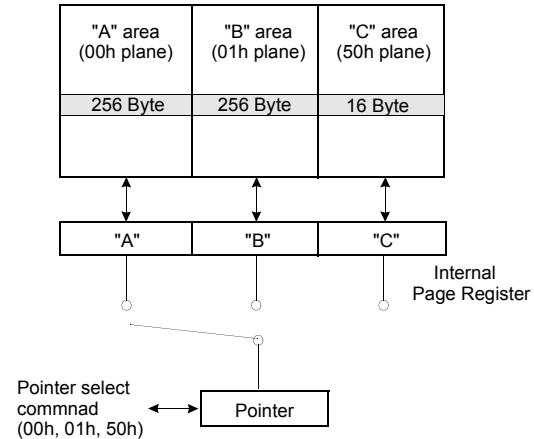 "A" area
(00h plane)
"B" area
(01h plane)
"C" area
(50h plane)
256 Byte
256 Byte
16 Byte
"A"
"B"
"C"
Internal
Page Register
Pointer select
commnad
(00h, 01h, 50h)
Pointer